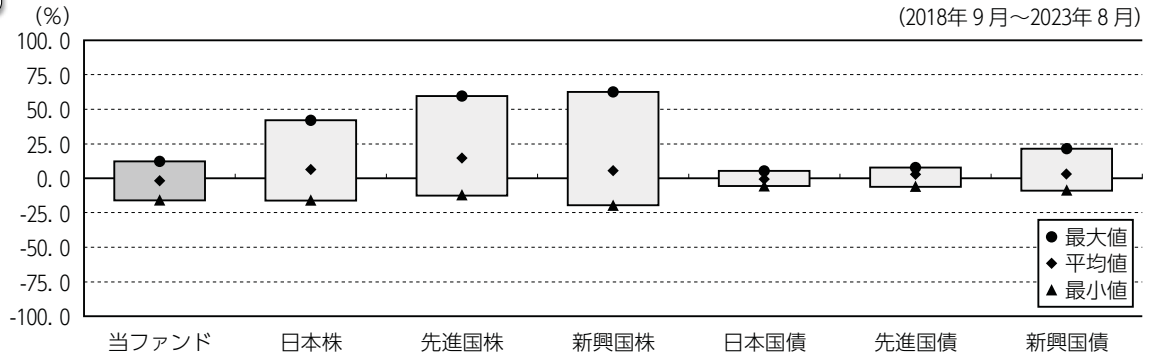 (%)
(2018年9月～2023年8月)
100.0
75.0
50.0
25.0
0.0
-25.0
-50.0
-75.0
-100.0
● 最大値
◆ 平均値
▲ 最小値
当ファンド 日本株 先進国株 新興国株 日本国債 先進国債 新興国債